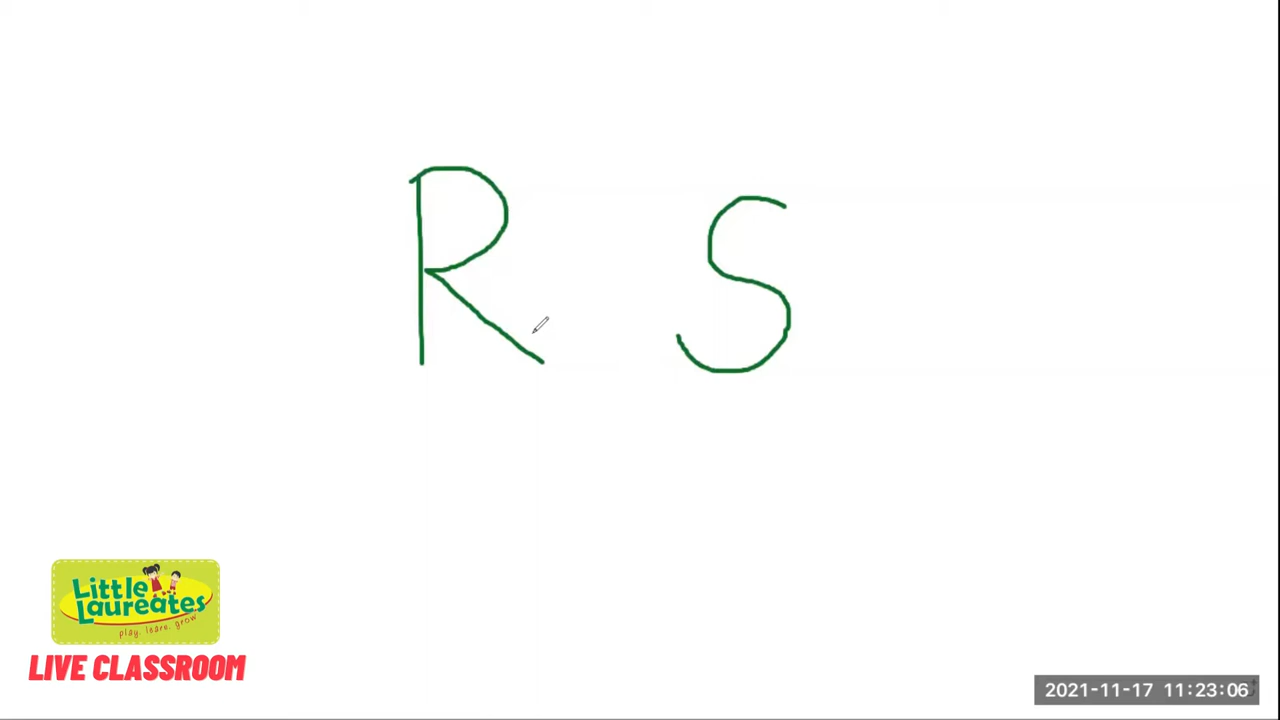 R S
Little
Laureates
play, learn, grow
LIVE CLASSROOM
2021-11-17 11:23:06